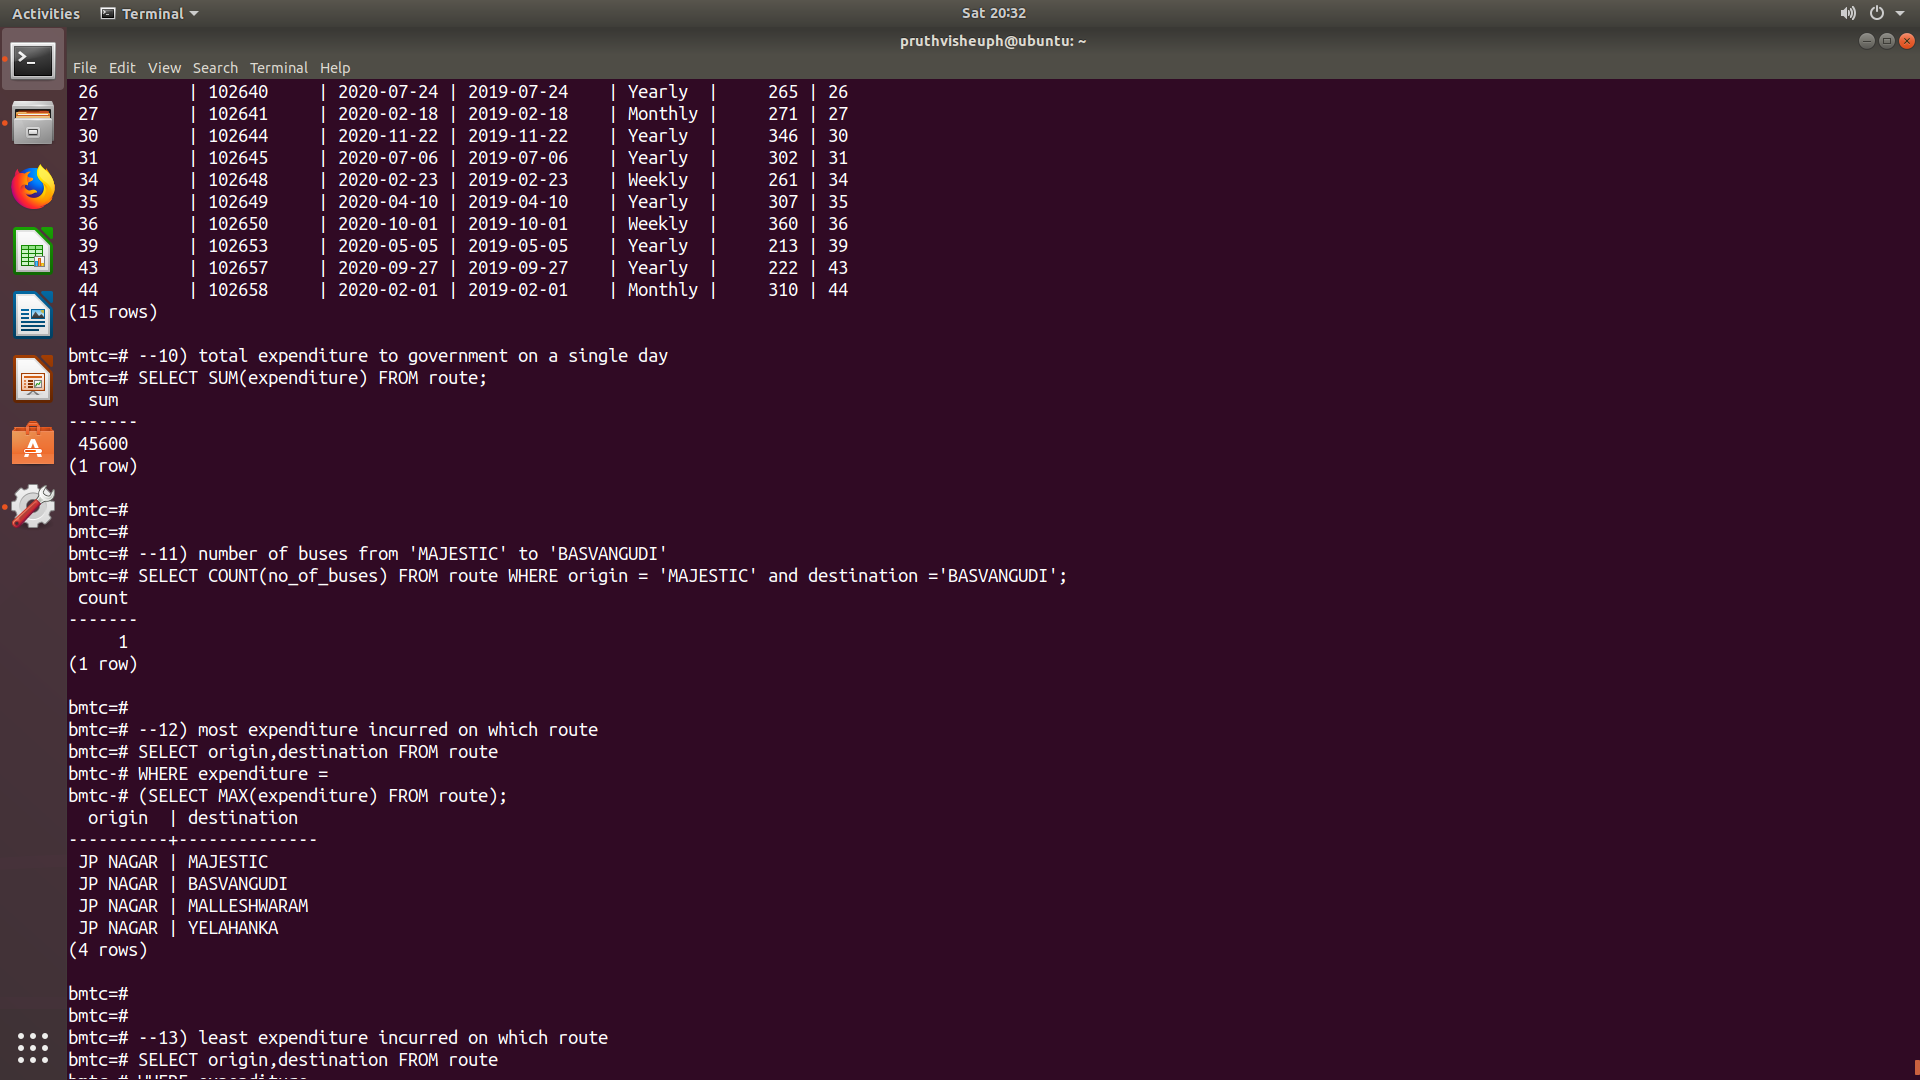 Activities Terminal Sat 20:32
pruthvisheuph@ubuntu: ~
File Edit View Search Terminal Help
 26         | 102640     | 2020-07-24 | 2019-07-24    | Yearly  |     265 | 26
 27         | 102641     | 2020-02-18 | 2019-02-18    | Monthly |     271 | 27
 30         | 102644     | 2020-11-22 | 2019-11-22    | Yearly  |     346 | 30
 31         | 102645     | 2020-07-06 | 2019-07-06    | Yearly  |     302 | 31
 34         | 102648     | 2020-02-23 | 2019-02-23    | Weekly  |     261 | 34
 35         | 102649     | 2020-04-10 | 2019-04-10    | Yearly  |     307 | 35
 36         | 102650     | 2020-10-01 | 2019-10-01    | Weekly  |     360 | 36
 39         | 102653     | 2020-05-05 | 2019-05-05    | Yearly  |     213 | 39
 43         | 102657     | 2020-09-27 | 2019-09-27    | Yearly  |     222 | 43
 44         | 102658     | 2020-02-01 | 2019-02-01    | Monthly |     310 | 44
(15 rows)

bmtc=# --10) total expenditure to government on a single day
bmtc=# SELECT SUM(expenditure) FROM route;
  sum
-------
 45600
(1 row)

bmtc=#
bmtc=#
bmtc=# --11) number of buses from 'MAJESTIC' to 'BASVANGUDI'
bmtc=# SELECT COUNT(no_of_buses) FROM route WHERE origin = 'MAJESTIC' and destination ='BASVANGUDI';
 count
-------
     1
(1 row)

bmtc=#
bmtc=# --12) most expenditure incurred on which route
bmtc=# SELECT origin,destination FROM route
bmtc-# WHERE expenditure =
bmtc-# (SELECT MAX(expenditure) FROM route);
  origin  | destination
----------+--------------
 JP NAGAR | MAJESTIC
 JP NAGAR | BASVANGUDI
 JP NAGAR | MALLESHWARAM
 JP NAGAR | YELAHANKA
(4 rows)

bmtc=#
bmtc=#
bmtc=# --13) least expenditure incurred on which route
bmtc=# SELECT origin,destination FROM route
bmtc-# WHERE expenditure